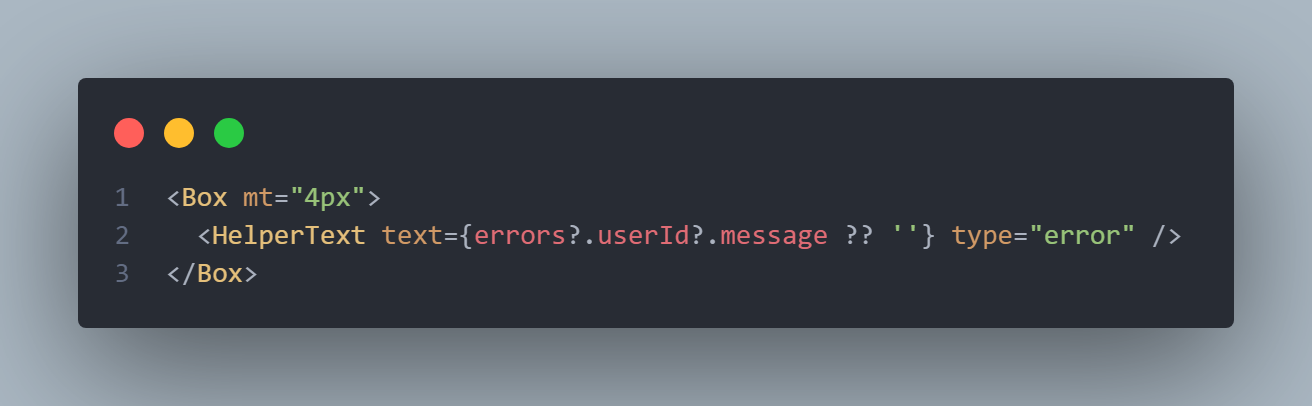 1 <Box mt="4px">
2   <HelperText text={errors?.userId?.message ?? ''} type="error" />
3 </Box>